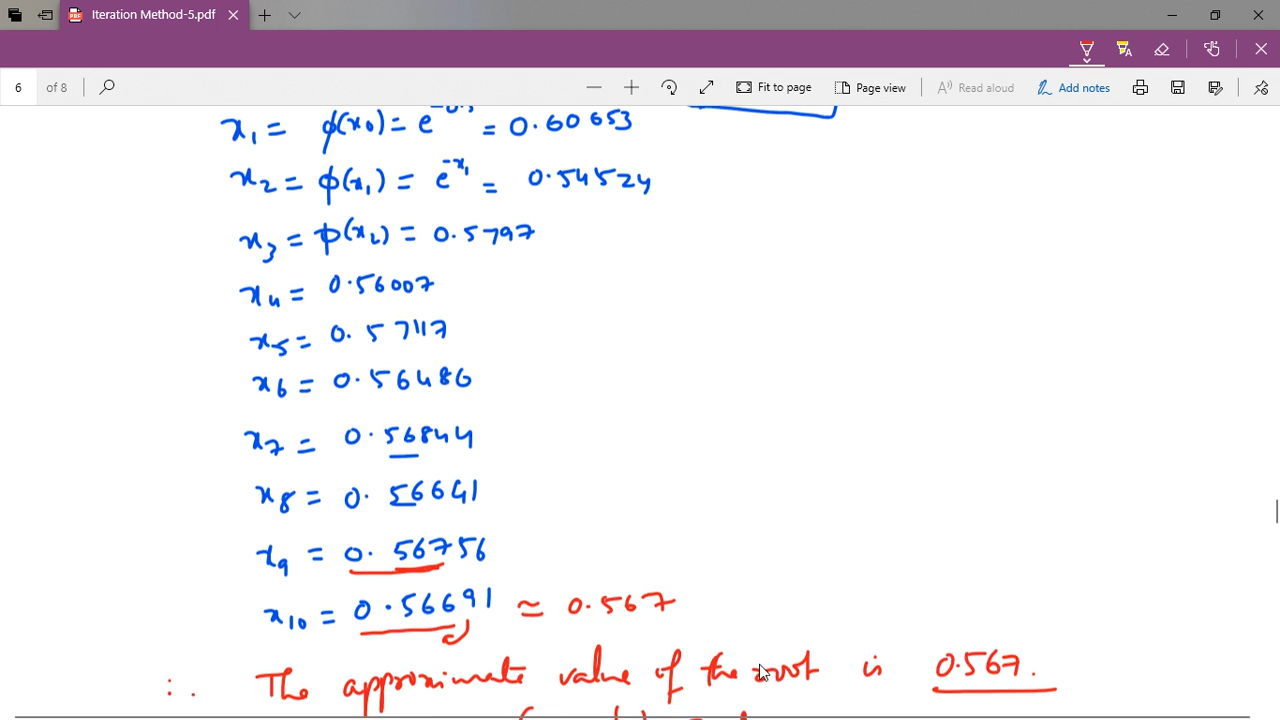 Iteration Method-5.pdf
6 of 8 Fit to page Page view Read aloud Add notes
x₁ = φ(x₀) = e^-0.5 = 0.60653
x₂ = φ(x₁) = e^-x₁ = 0.54524
x₃ = φ(x₂) = 0.5797
x₄ = 0.56007
x₅ = 0.57117
x₆ = 0.56486
x₇ = 0.56844
x₈ = 0.56641
x₉ = 0.56756
x₁₀ = 0.56691 ≃ 0.567
∴ The approximate value of the root is 0.567.